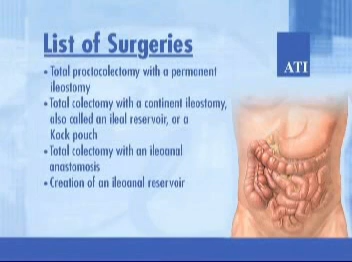 List of Surgeries
ATI
• Total proctocolectomy with a permanent
ileostomy
• Total colectomy with a continent ileostomy,
also called an ileal reservoir, or a
Kock pouch
• Total colectomy with an ileoanal
anastomosis
• Creation of an ileoanal reservoir